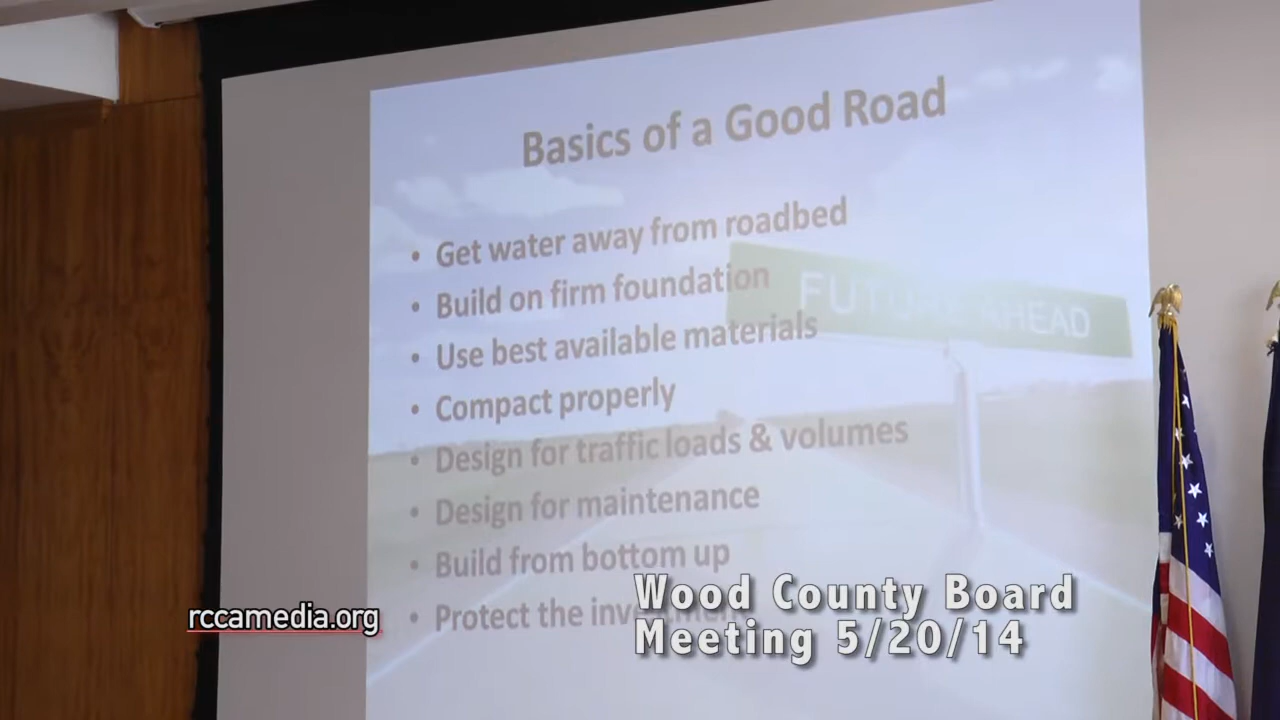 Basics of a Good Road
• Get water away from roadbed
• Build on firm foundation
• Use best available materials
• Compact properly
• Design for traffic loads & volumes
• Design for maintenance
• Build from bottom up
• Protect the
FUTURE AHEAD
rccamedia.org
Wood County Board
Meeting 5/20/14